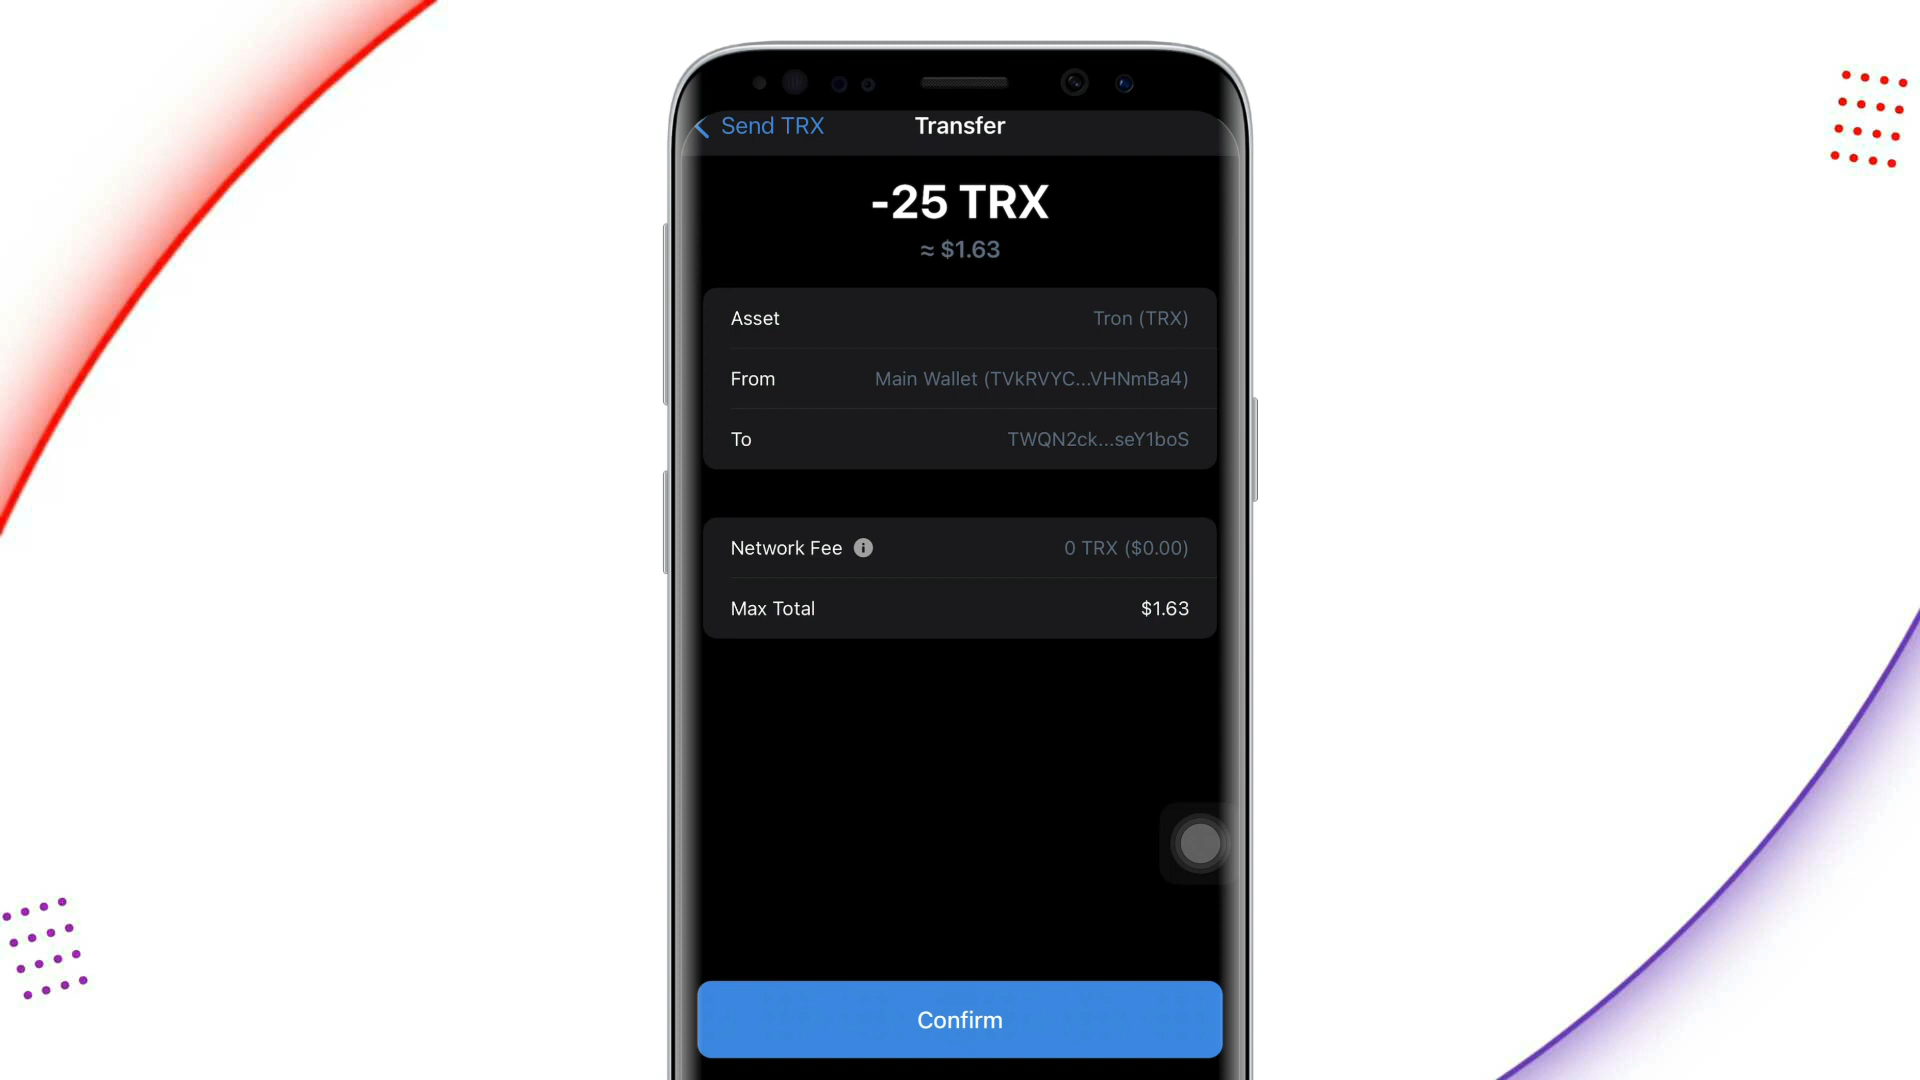 Send TRX
Transfer
-25 TRX
≈ $1.63
Asset
Tron (TRX)
From
Main Wallet (TVkRVYC...VHNmBa4)
To
TWQN2ck...seY1boS
Network Fee
0 TRX ($0.00)
Max Total
$1.63
Confirm